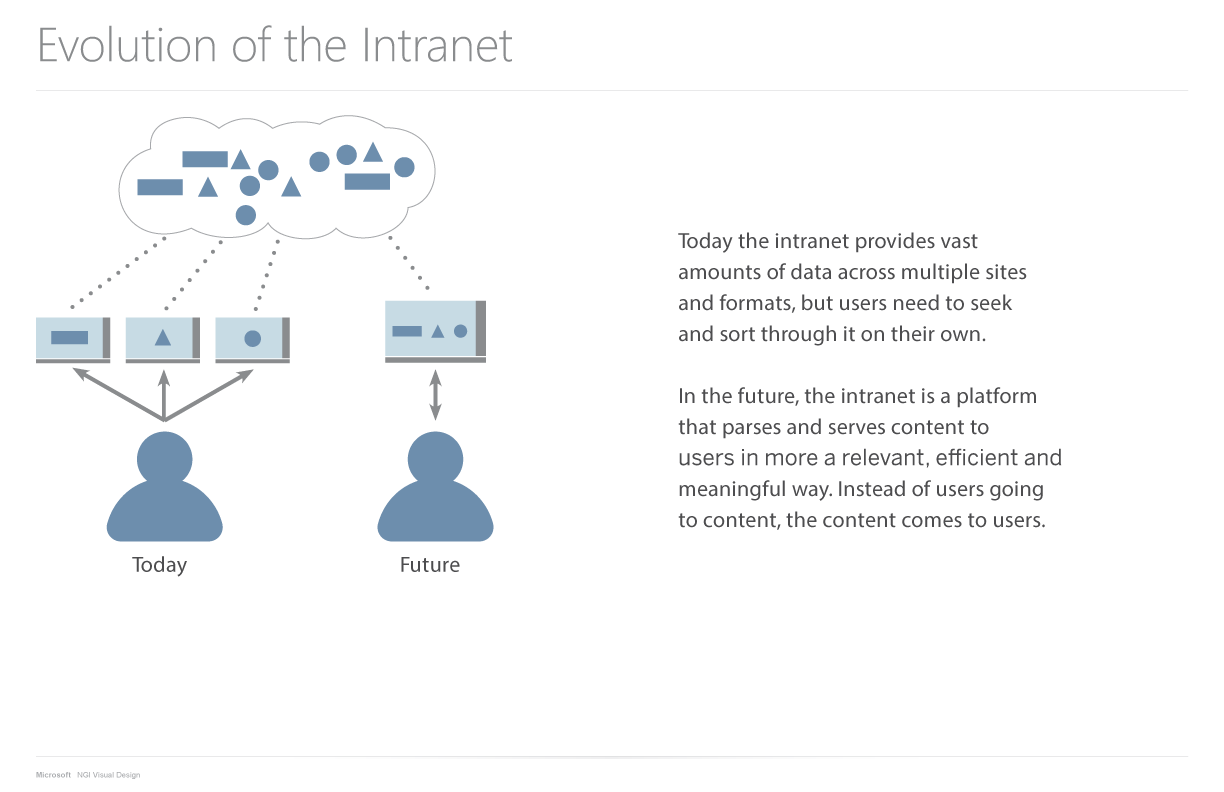 Evolution of the Intranet
Today the intranet provides vast
amounts of data across multiple sites
and formats, but users need to seek
and sort through it on their own.
In the future, the intranet is a platform
that parses and serves content to
users in more a relevant, efficient and
meaningful way. Instead of users going
to content, the content comes to users.
Today
Future
Microsoft NGI Visual Design